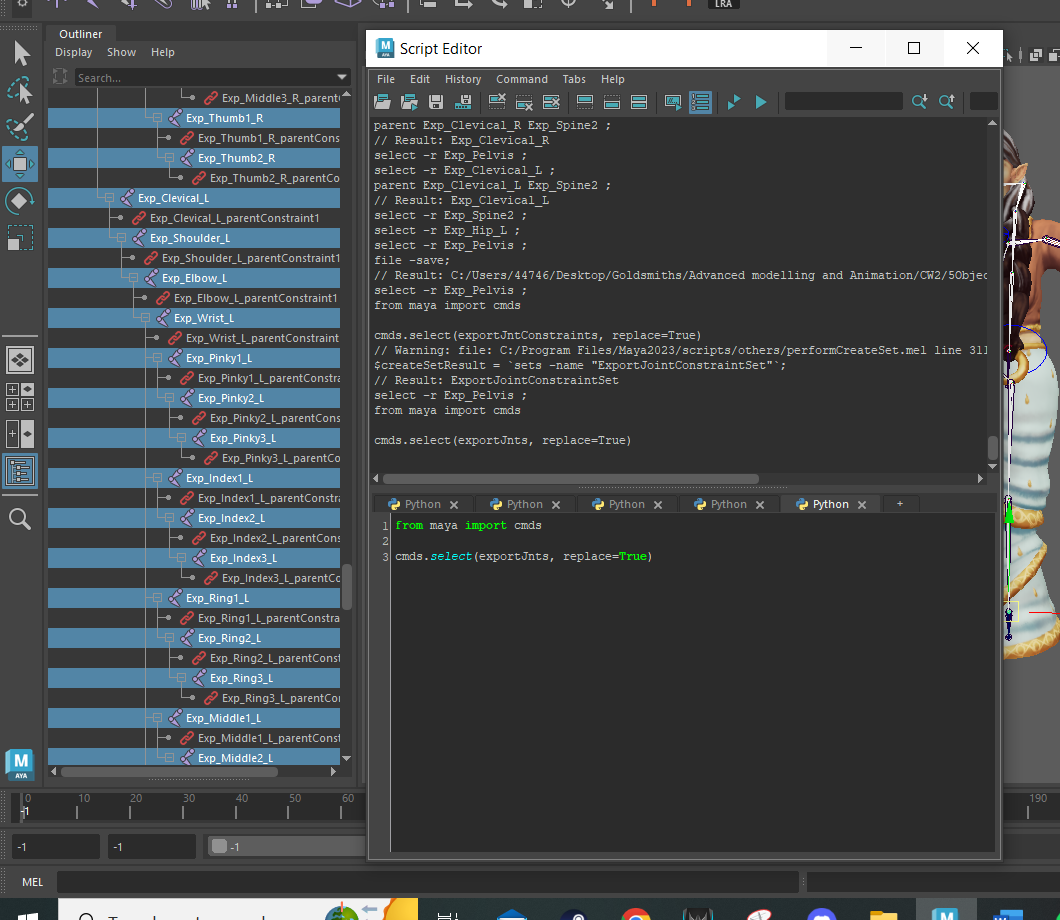 LRA
Outliner
Display Show Help
Search...
Exp_Middle3_R_parent
Exp_Thumb1_R
Exp_Thumb1_R_parentCons
Exp_Thumb2_R
Exp_Thumb2_R_parentCo
Exp_Clevical_L
Exp_Clevical_L_parentConstraint1
Exp_Shoulder_L
Exp_Shoulder_L_parentConstraint1
Exp_Elbow_L
Exp_Elbow_L_parentConstraint1
Exp_Wrist_L
Exp_Wrist_L_parentConstraint
Exp_Pinky1_L
Exp_Pinky1_L_parentConstra
Exp_Pinky2_L
Exp_Pinky2_L_parentConst
Exp_Pinky3_L
Exp_Pinky3_L_parentCo
Exp_Index1_L
Exp_Index1_L_parentConstra
Exp_Index2_L
Exp_Index2_L_parentCons
Exp_Index3_L
Exp_Index3_L_parentCo
Exp_Ring1_L
Exp_Ring1_L_parentConstra
Exp_Ring2_L
Exp_Ring2_L_parentConst
Exp_Ring3_L
Exp_Ring3_L_parentCo
Exp_Middle1_L
Exp_Middle1_L_parentConst
Exp_Middle2_L
M
AYA
Script Editor
File Edit History Command Tabs Help
parent Exp_Clevical_R Exp_Spine2 ;
// Result: Exp_Clevical_R
select -r Exp_Pelvis ;
select -r Exp_Clevical_L ;
parent Exp_Clevical_L Exp_Spine2 ;
// Result: Exp_Clevical_L
select -r Exp_Spine2 ;
select -r Exp_Hip_L ;
select -r Exp_Pelvis ;
file -save;
// Result: C:/Users/44746/Desktop/Goldsmiths/Advanced modelling and Animation/CW2/5Objec
select -r Exp_Pelvis ;
from maya import cmds
cmds.select(exportJntConstraints, replace=True)
// Warning: file: C:/Program Files/Maya2023/scripts/others/performCreateSet.mel line 311
$createSetResult = `sets -name "ExportJointConstraintSet"`;
// Result: ExportJointConstraintSet
select -r Exp_Pelvis ;
from maya import cmds
cmds.select(exportJnts, replace=True)
Python Python Python Python Python +
1 from maya import cmds
2
3 cmds.select(exportJnts, replace=True)
0 10 20 30 40 50 60 190
-1
-1 -1 -1
MEL